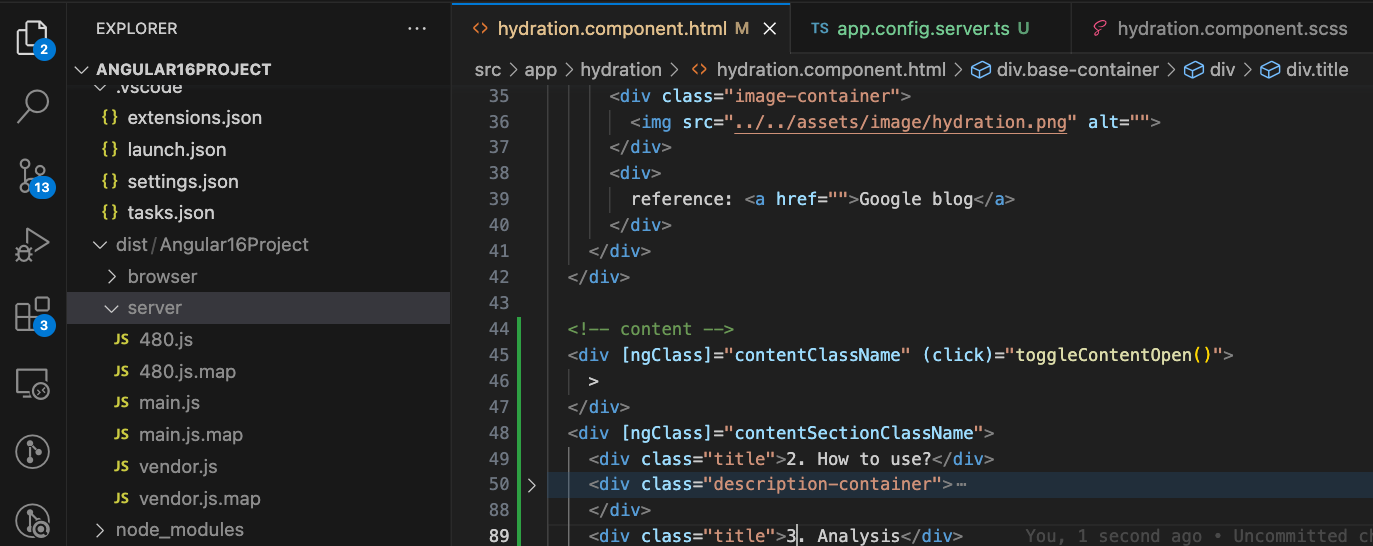 EXPLORER ...
2
ANGULAR16PROJECT
.vscode
{} extensions.json
{} launch.json
{} settings.json
13
{} tasks.json
dist / Angular16Project
browser
server
3
JS 480.js
JS 480.js.map
JS main.js
JS main.js.map
JS vendor.js
JS vendor.js.map
node_modules
<> hydration.component.html M
TS app.config.server.ts U
hydration.component.scss
src > app > hydration > <> hydration.component.html > div.base-container > div > div.title
35 <div class="image-container">
36 <img src="../../assets/image/hydration.png" alt="">
37 </div>
38 <div>
39 reference: <a href="">Google blog</a>
40 </div>
41 </div>
42 </div>
43
44 <!-- content -->
45 <div [ngClass]="contentClassName" (click)="toggleContentOpen()">
46 >
47 </div>
48 <div [ngClass]="contentSectionClassName">
49 <div class="title">2. How to use?</div>
50 <div class="description-container">…
88 </div>
89 <div class="title">3. Analysis</div> You, 1 second ago • Uncommitted ch